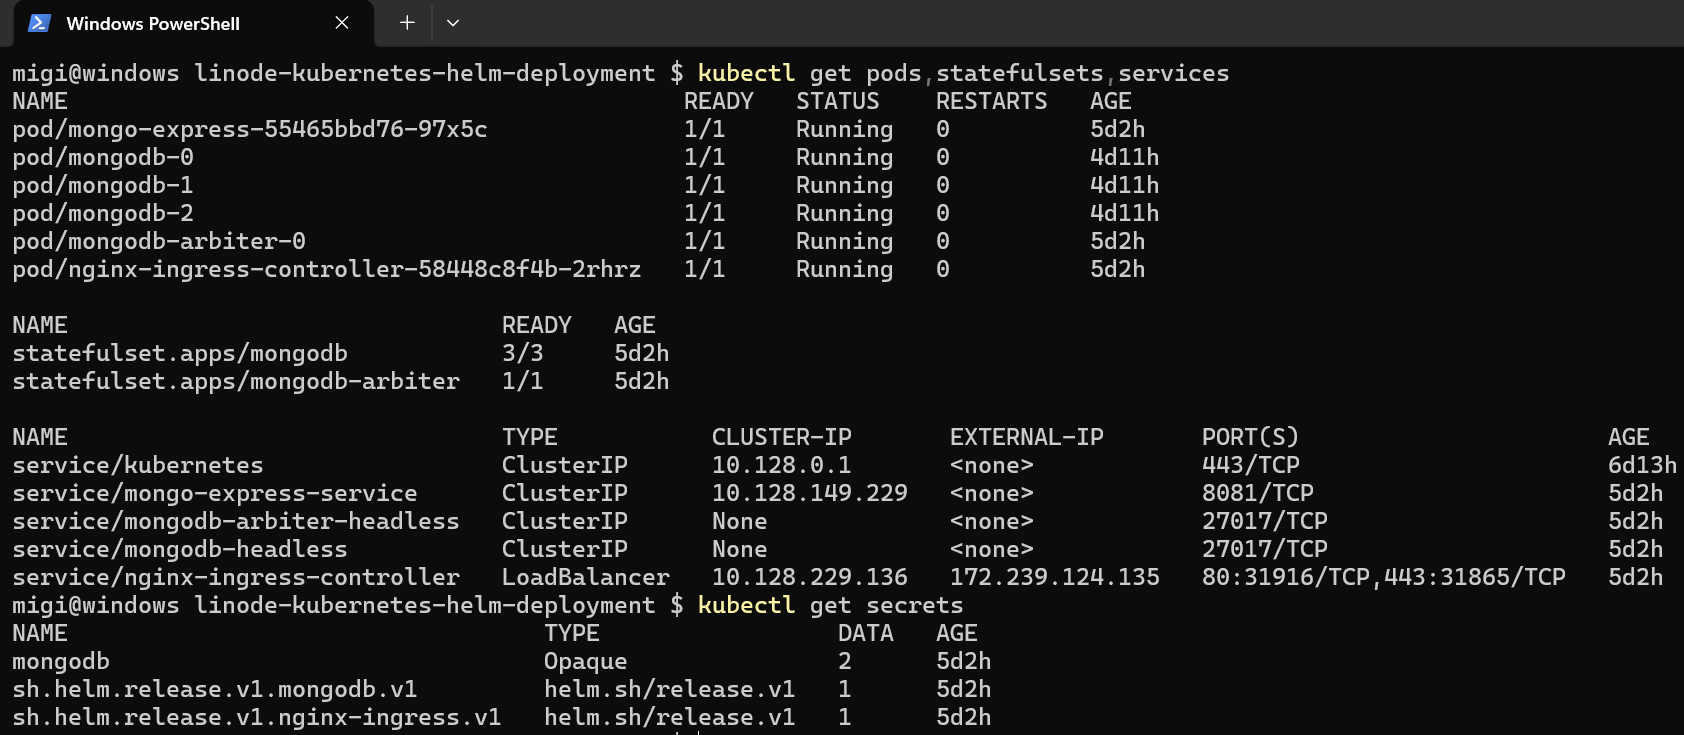 Windows PowerShell
migi@windows linode-kubernetes-helm-deployment $ kubectl get pods,statefulsets,services
NAME READY STATUS RESTARTS AGE
pod/mongo-express-55465bbd76-97x5c 1/1 Running 0 5d2h
pod/mongodb-0 1/1 Running 0 4d11h
pod/mongodb-1 1/1 Running 0 4d11h
pod/mongodb-2 1/1 Running 0 4d11h
pod/mongodb-arbiter-0 1/1 Running 0 5d2h
pod/nginx-ingress-controller-58448c8f4b-2rhrz 1/1 Running 0 5d2h
NAME READY AGE
statefulset.apps/mongodb 3/3 5d2h
statefulset.apps/mongodb-arbiter 1/1 5d2h
NAME TYPE CLUSTER-IP EXTERNAL-IP PORT(S) AGE
service/kubernetes ClusterIP 10.128.0.1 <none> 443/TCP 6d13h
service/mongo-express-service ClusterIP 10.128.149.229 <none> 8081/TCP 5d2h
service/mongodb-arbiter-headless ClusterIP None <none> 27017/TCP 5d2h
service/mongodb-headless ClusterIP None <none> 27017/TCP 5d2h
service/nginx-ingress-controller LoadBalancer 10.128.229.136 172.239.124.135 80:31916/TCP,443:31865/TCP 5d2h
migi@windows linode-kubernetes-helm-deployment $ kubectl get secrets
NAME TYPE DATA AGE
mongodb Opaque 2 5d2h
sh.helm.release.v1.mongodb.v1 helm.sh/release.v1 1 5d2h
sh.helm.release.v1.nginx-ingress.v1 helm.sh/release.v1 1 5d2h